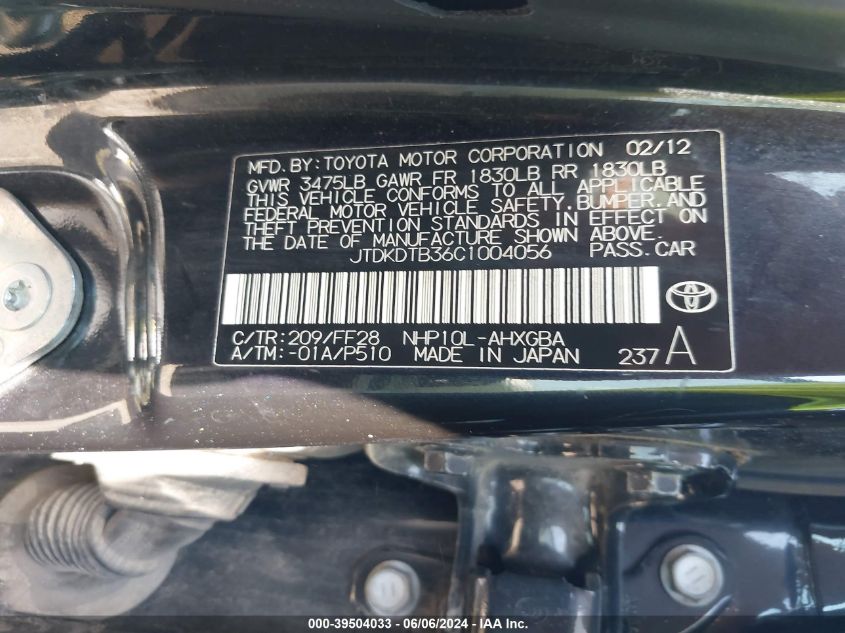 MFD. BY: TOYOTA MOTOR CORPORATION 02/12
GVWR 3475LB GAWR FR 1830LB RR 1830LB
THIS VEHICLE CONFORMS TO ALL APPLICABLE
FEDERAL MOTOR VEHICLE SAFETY, BUMPER, AND
THEFT PREVENTION STANDARDS IN EFFECT ON
THE DATE OF MANUFACTURE SHOWN ABOVE.
JTDKDTB36C1004056 PASS. CAR
C/TR: 209/FF28 NHP10L-AHXGBA
A/TM: -01A/P510 MADE IN JAPAN 237 A
000-39504033 - 06/06/2024 - IAA Inc.